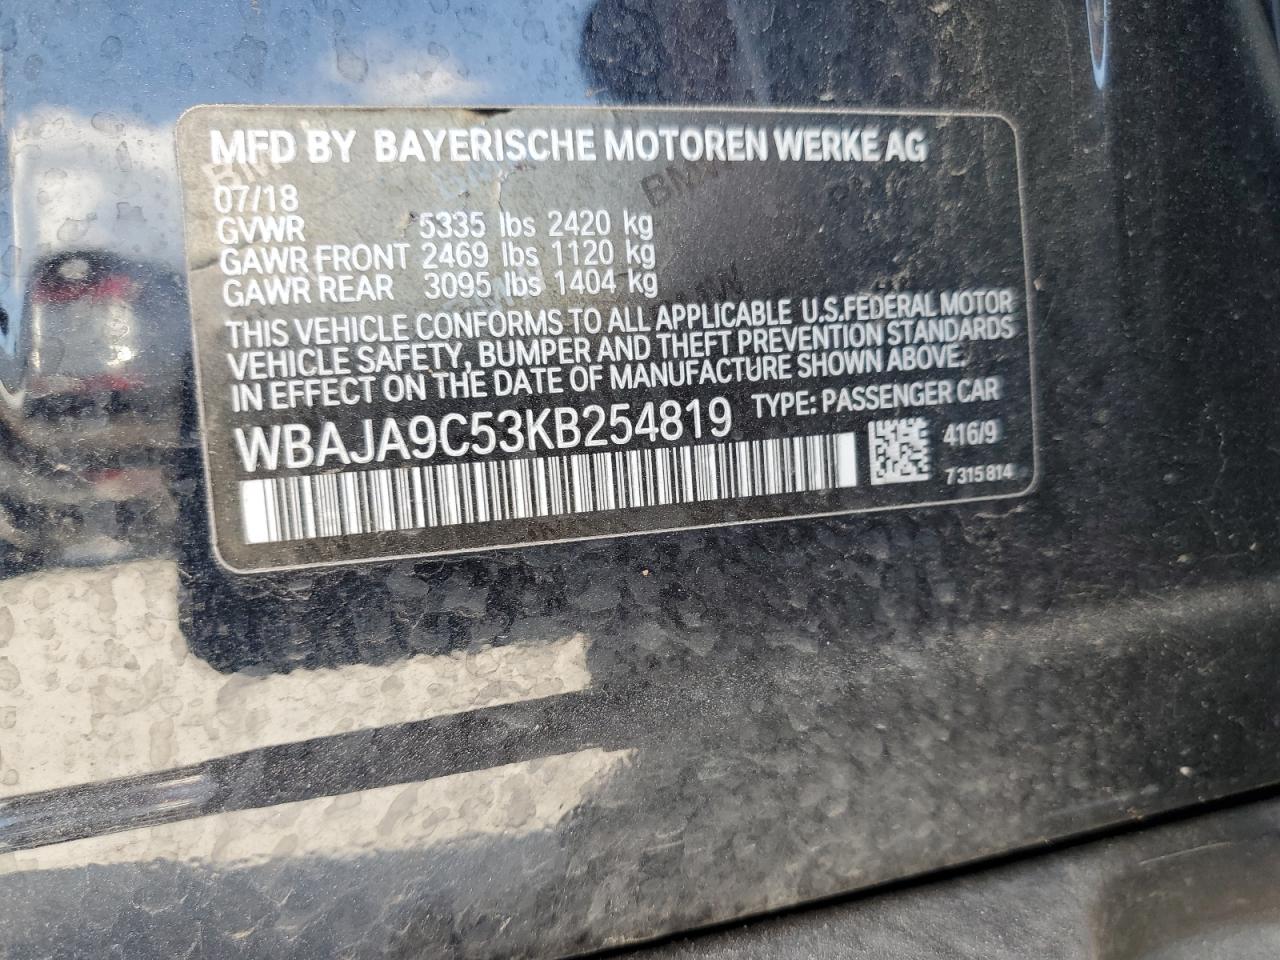 MFD BY BAYERISCHE MOTOREN WERKE AG
07/18
GVWR 5335 lbs 2420 kg
GAWR FRONT 2469 lbs 1120 kg
GAWR REAR 3095 lbs 1404 kg
THIS VEHICLE CONFORMS TO ALL APPLICABLE U.S.FEDERAL MOTOR
VEHICLE SAFETY, BUMPER AND THEFT PREVENTION STANDARDS
IN EFFECT ON THE DATE OF MANUFACTURE SHOWN ABOVE.
WBAJA9C53KB254819 TYPE: PASSENGER CAR
416/9
7 315 814